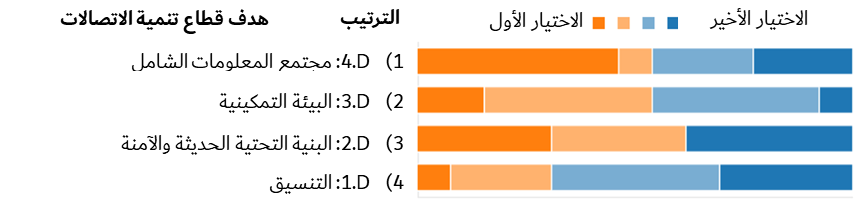 الاختيار الأخير الاختيار الأول الترتيب هدف قطاع تنمية الاتصالات
1) 4.D: مجتمع المعلومات الشامل
2) 3.D: البيئة التمكينية
3) 2.D: البنية التحتية الحديثة والآمنة
4) 1.D: التنسيق